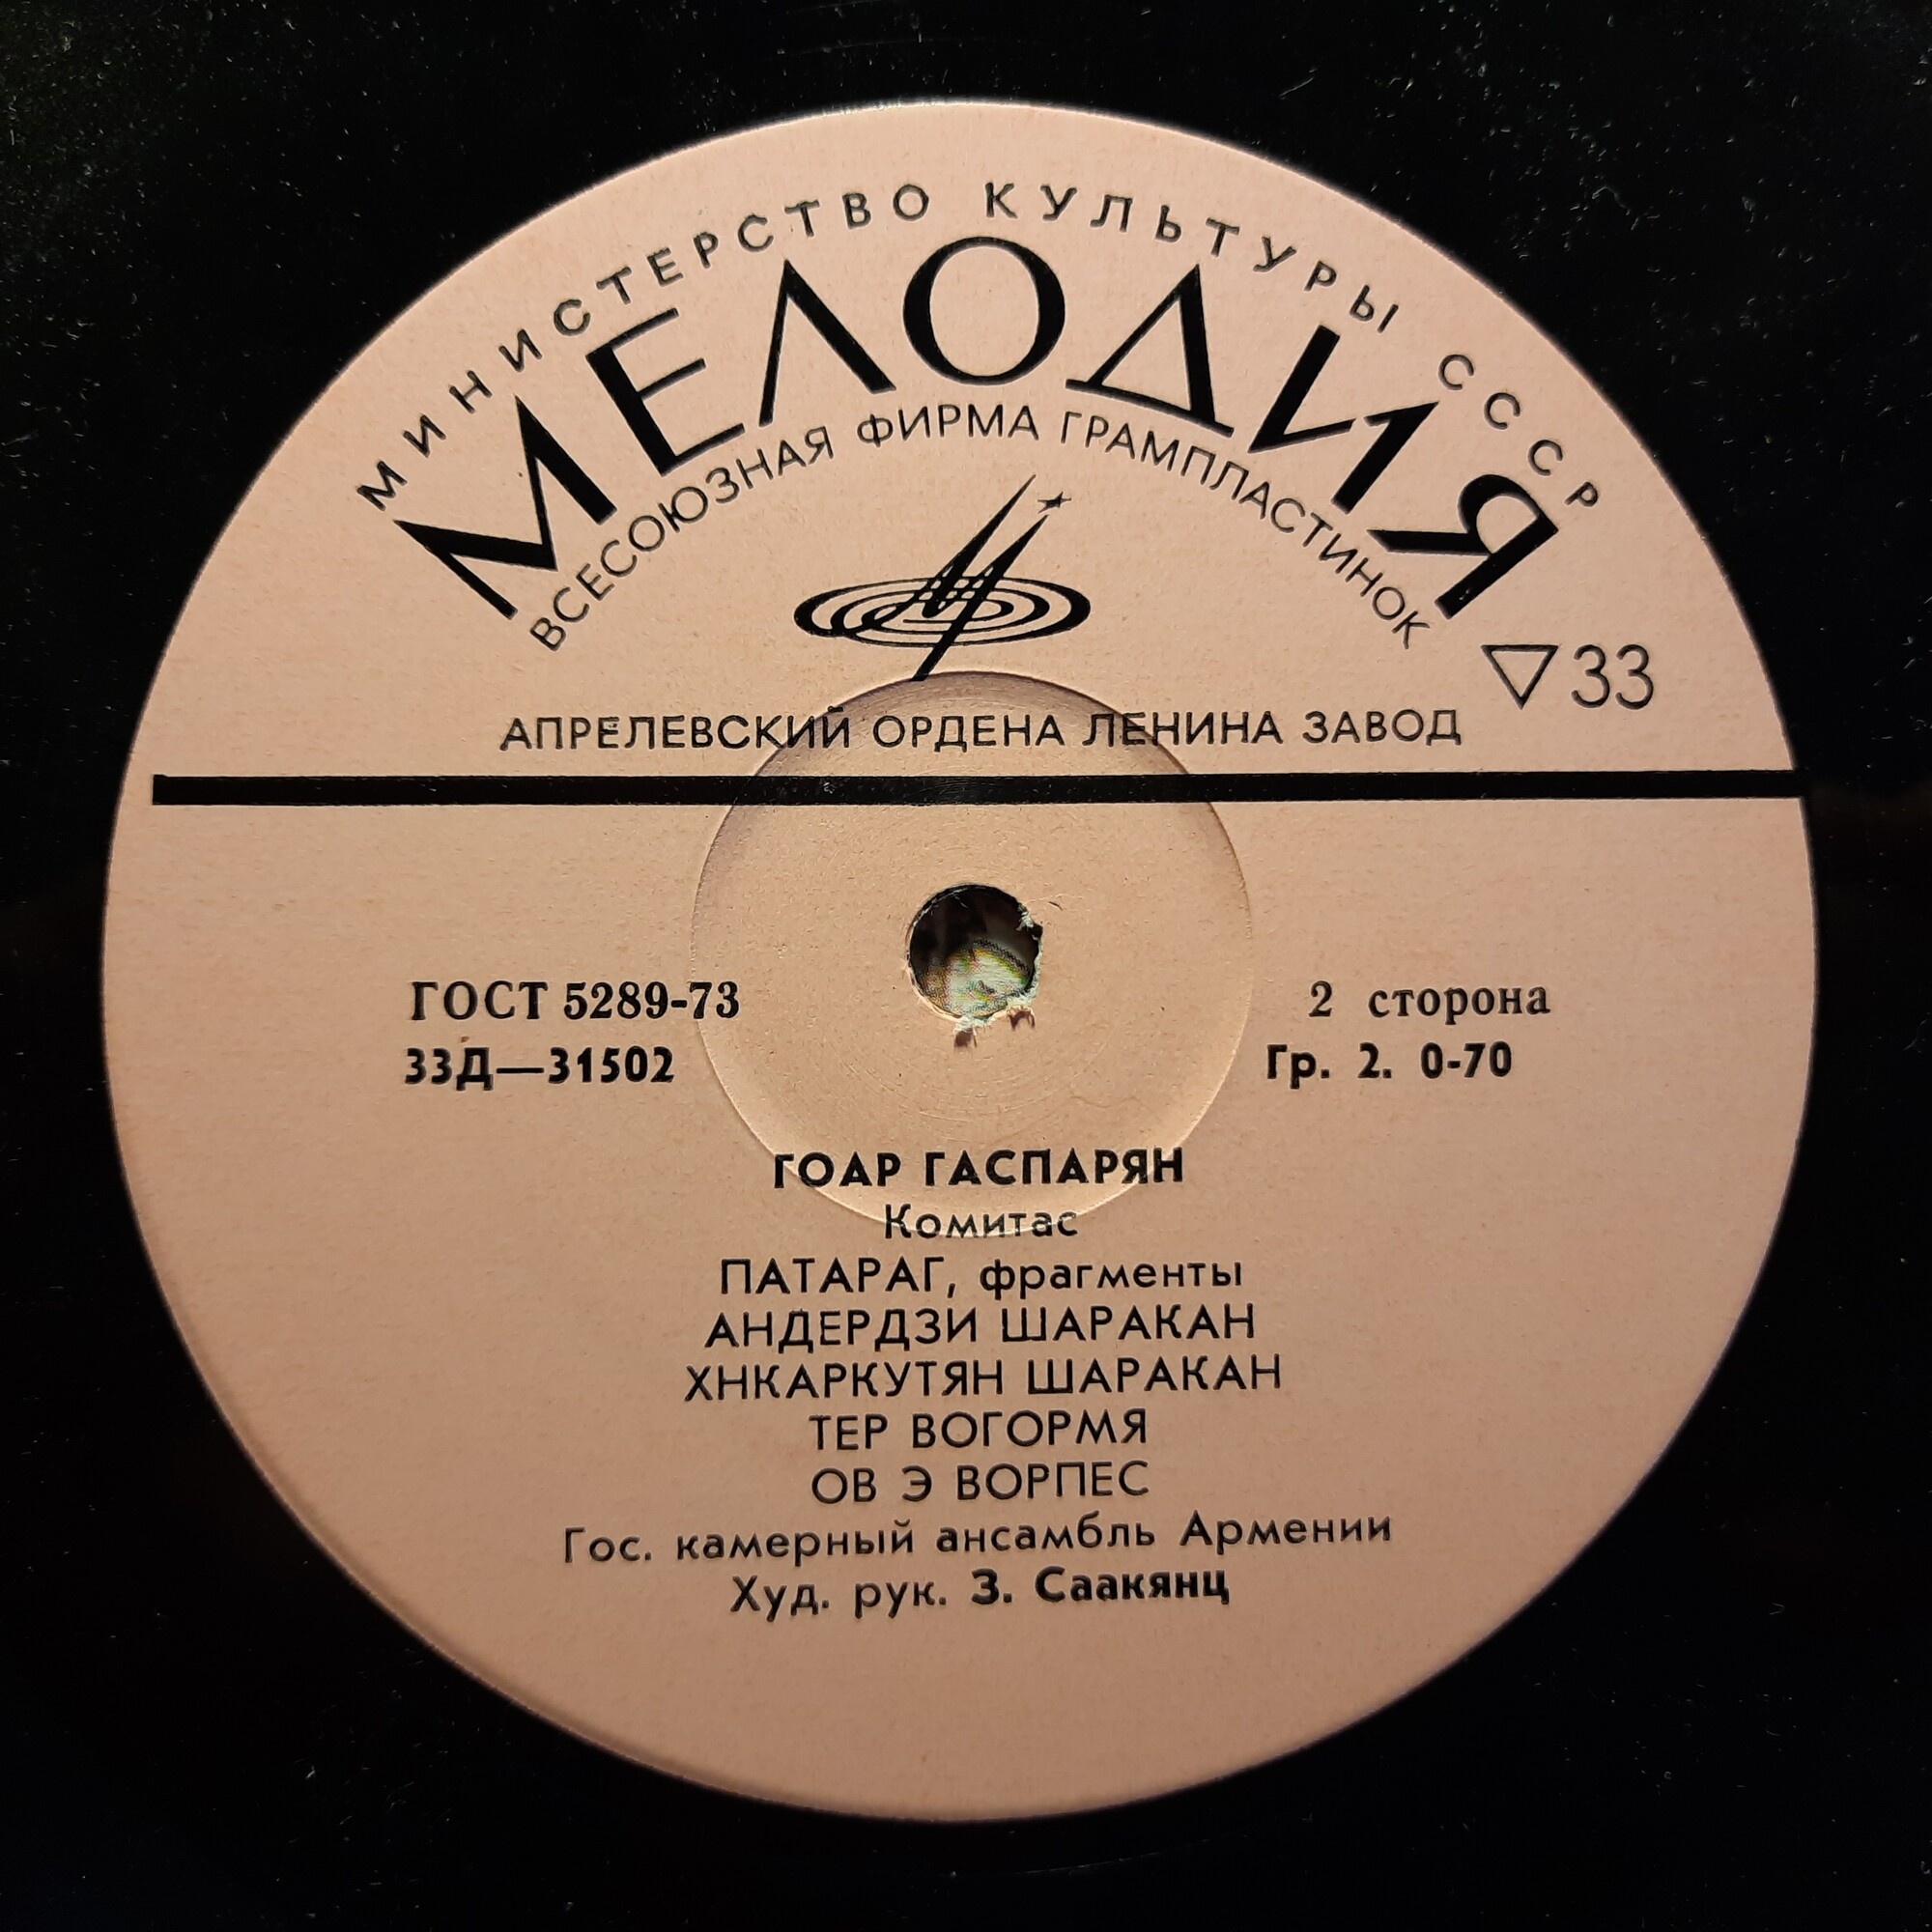 МИНИСТЕРСТВО КУЛЬТУРЫ СССР
МЕЛОДИЯ
ВСЕСОЮЗНАЯ ФИРМА ГРАМПЛАСТИНОК
▽33
АПРЕЛЕВСКИЙ ОРДЕНА ЛЕНИНА ЗАВОД
ГОСТ 5289-73
2 сторона
33Д—31502
Гр. 2. 0-70
ГОАР ГАСПАРЯН
Комитас
ПАТАРАГ, фрагменты
АНДЕРДЗИ ШАРАКАН
ХНКАРКУТЯН ШАРАКАН
ТЕР ВОГОРМЯ
ОВ Э ВОРПЕС
Гос. камерный ансамбль Армении
Худ. рук. З. Саакянц